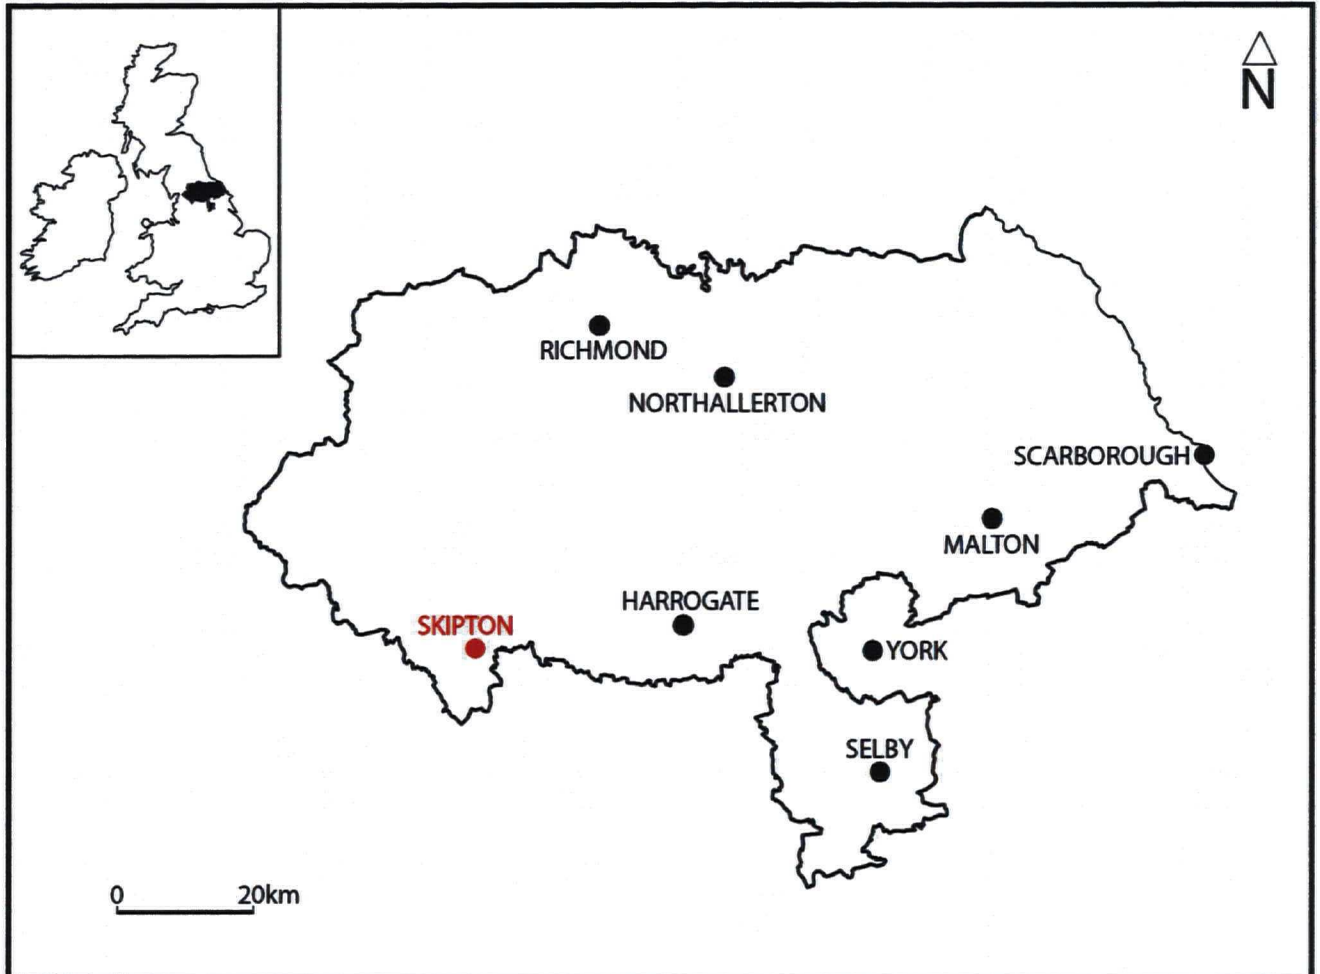 N
RICHMOND
NORTHALLERTON
SCARBOROUGH
MALTON
HARROGATE
SKIPTON
YORK
SELBY
0 20km